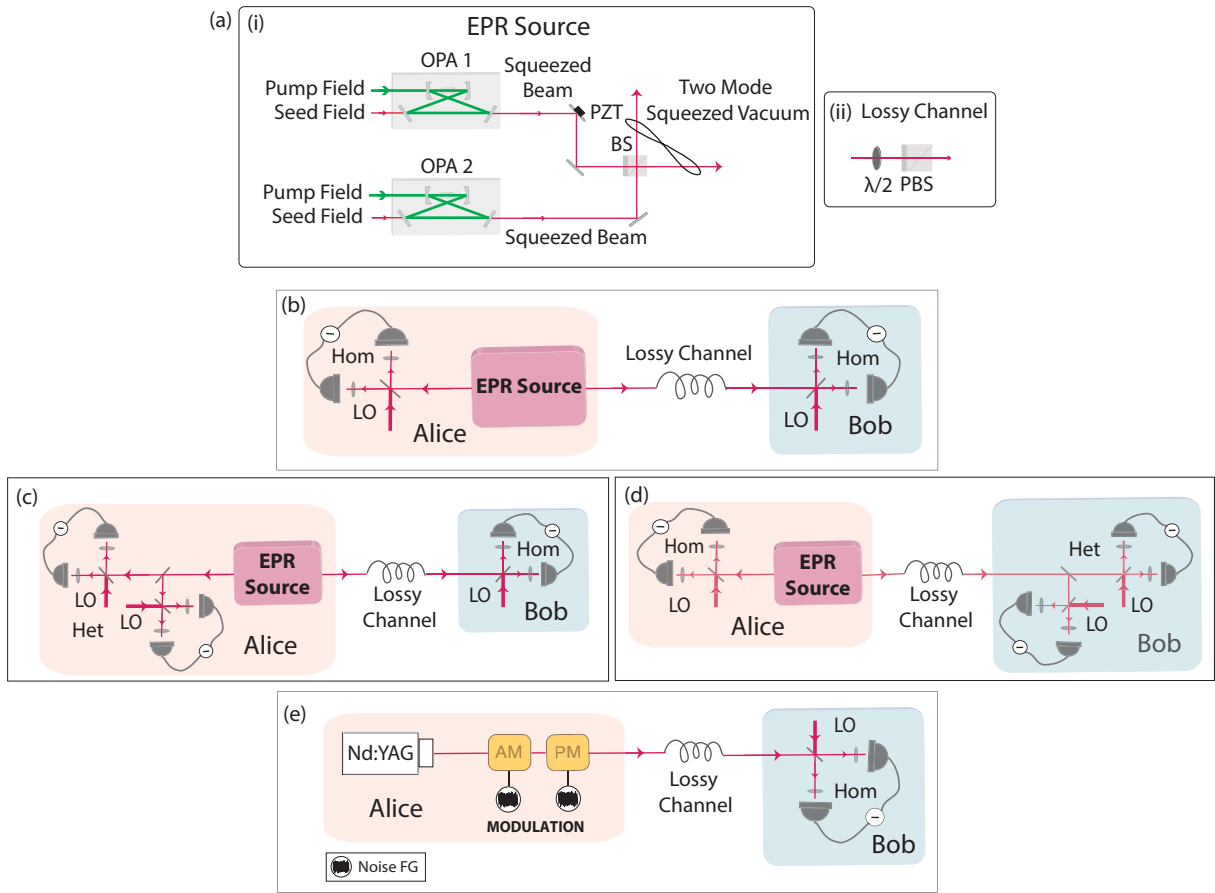 (a)
(i)
EPR Source
OPA 1
Squeezed
Beam
Pump Field
Seed Field
PZT
Two Mode
Squeezed Vacuum
BS
OPA 2
Pump Field
Seed Field
Squeezed Beam
(ii) Lossy Channel
λ/2 PBS
(b)
Hom
LO
Alice
EPR Source
Lossy Channel
Hom
LO
Bob
(c)
LO
Het
LO
Alice
EPR
Source
Lossy
Channel
Hom
LO
Bob
(d)
Hom
LO
Alice
EPR
Source
Lossy
Channel
Het
LO
LO
Bob
(e)
Nd:YAG
AM
PM
Alice
MODULATION
Noise FG
Lossy
Channel
LO
Hom
Bob